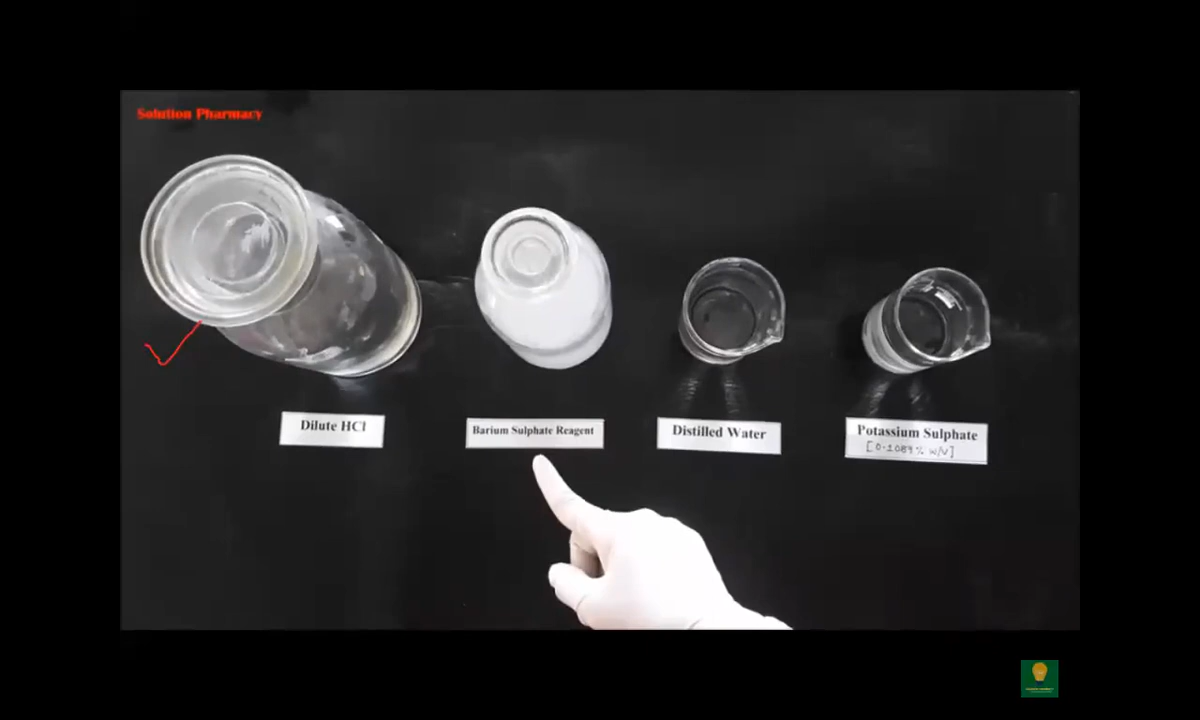 Solution Pharmacy
Dilute HCl
Barium Sulphate Reagent
Distilled Water
Potassium Sulphate
[0.1089% W/V]